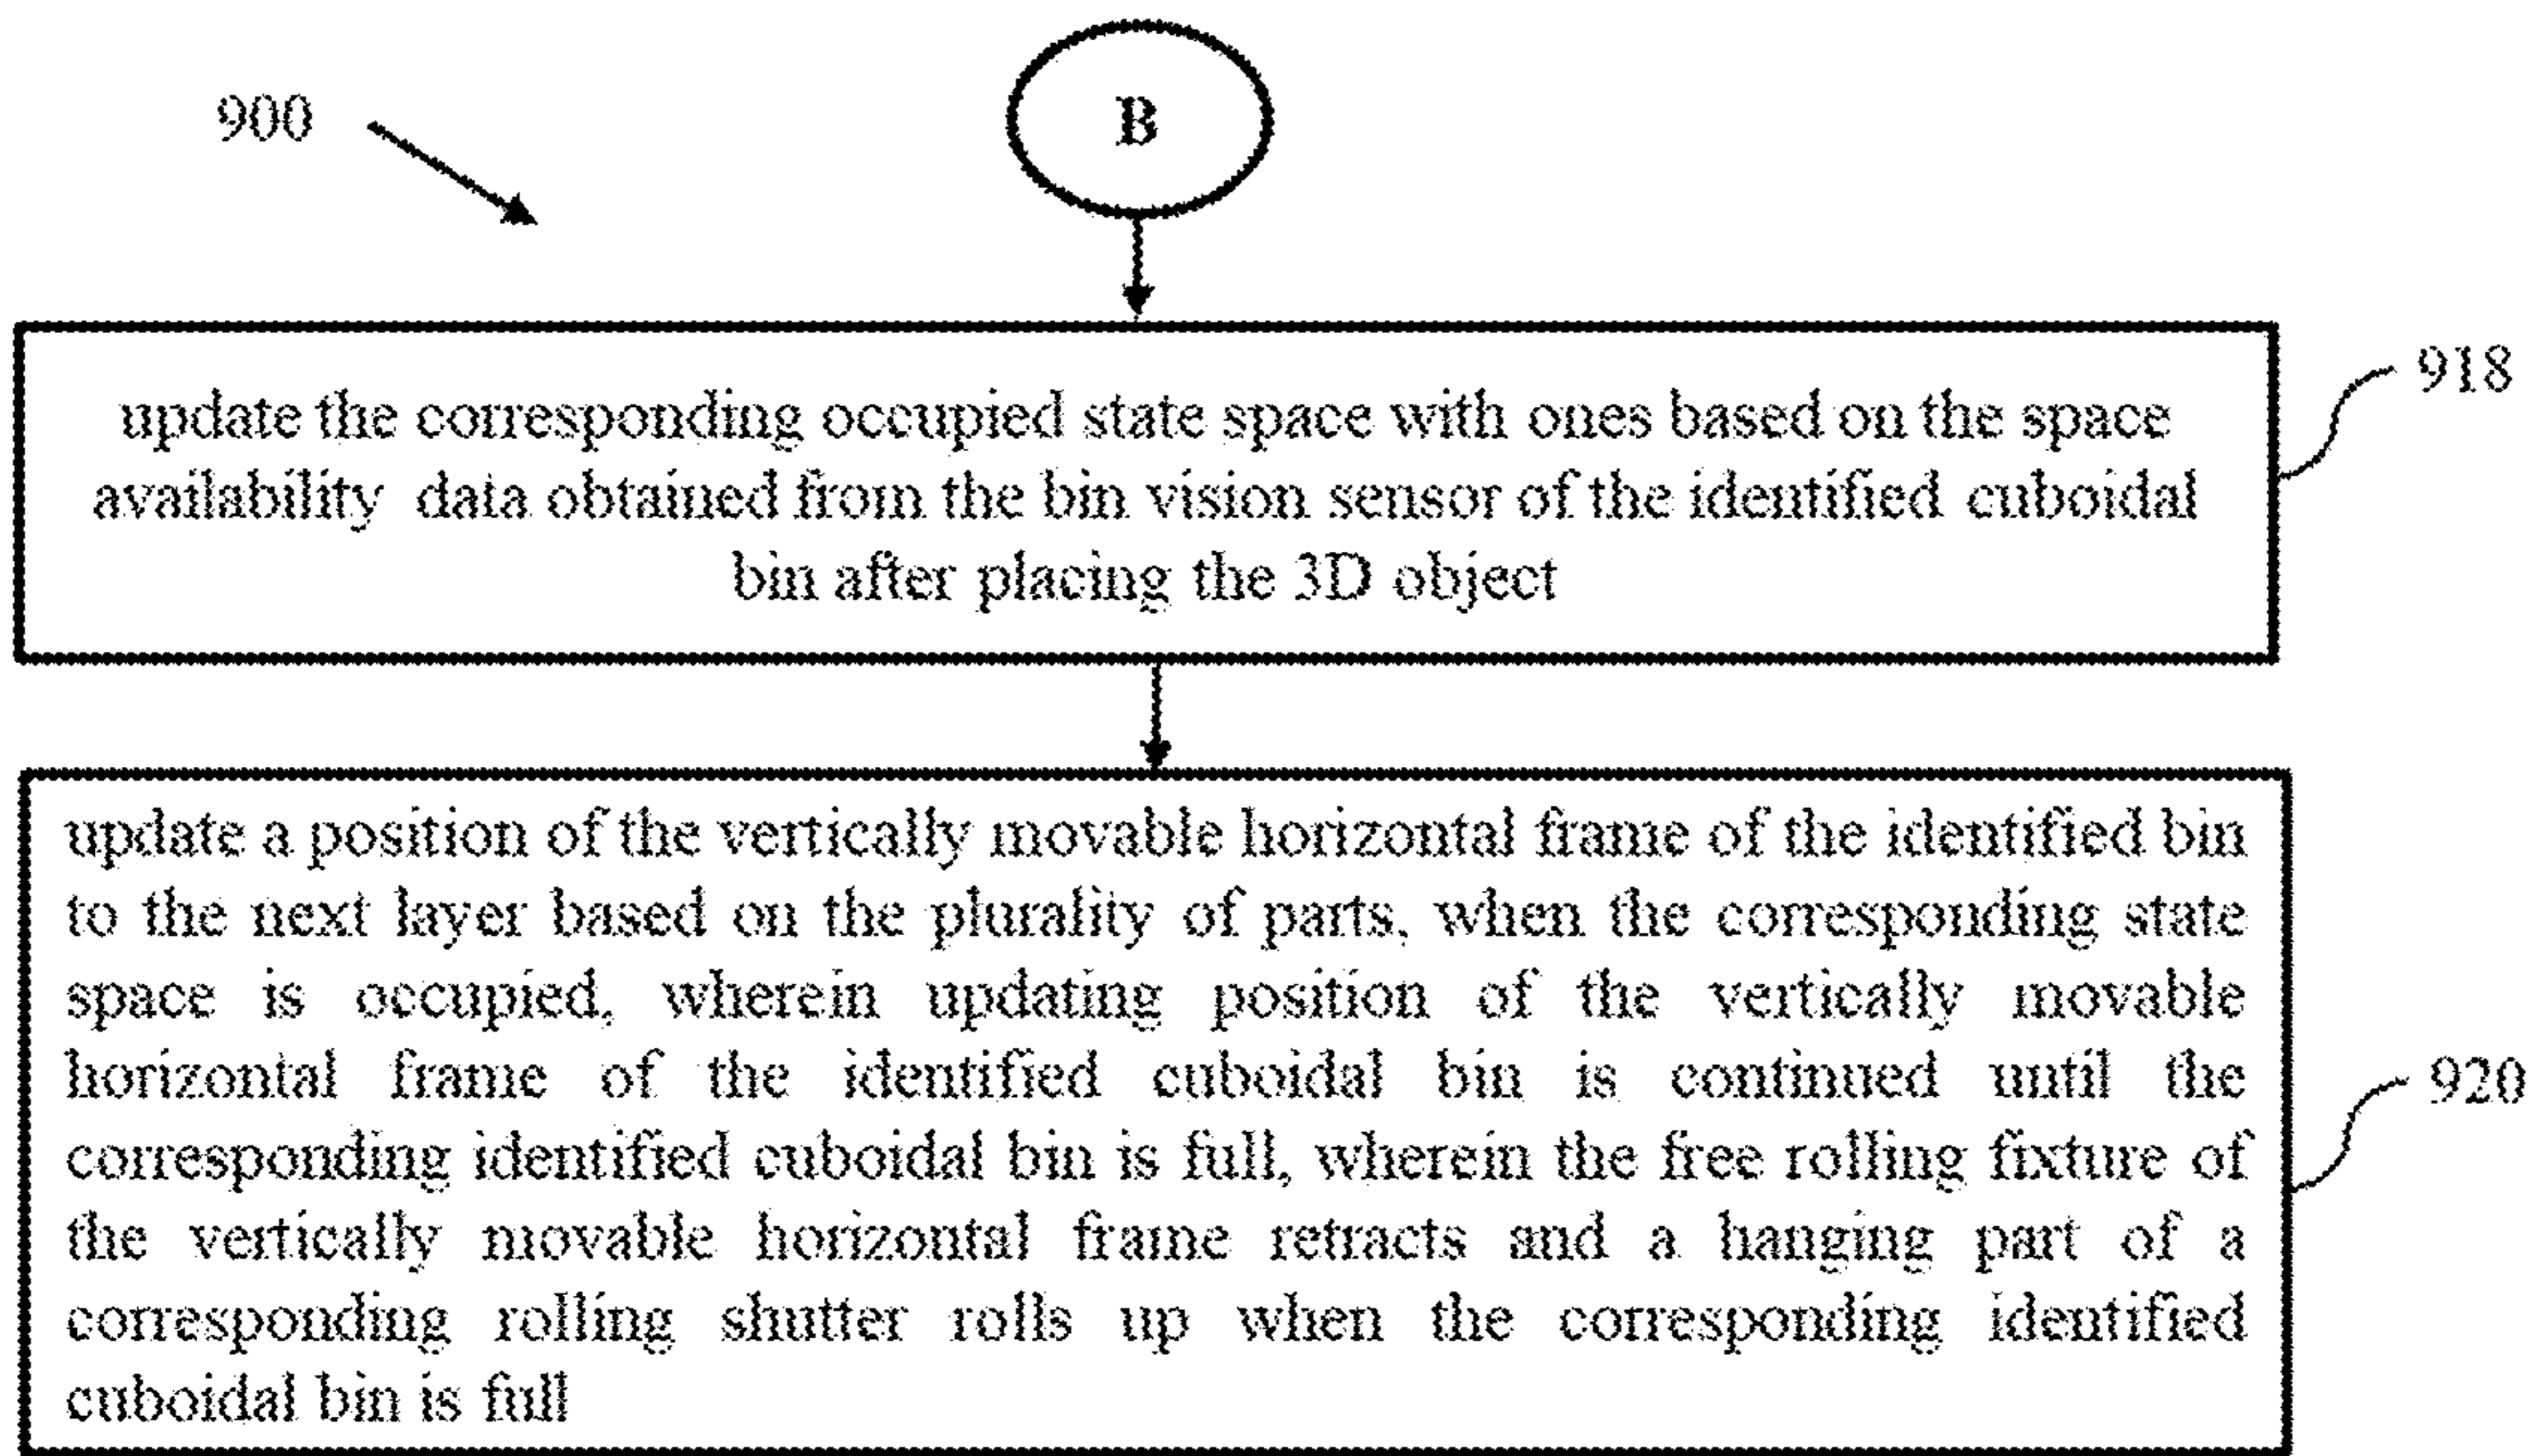 900
B
918
update the corresponding occupied state space with ones based on the space
availability data obtained from the bin vision sensor of the identified cuboidal
bin after placing the 3D object
update a position of the vertically movable horizontal frame of the identified bin
to the next layer based on the plurality of parts, when the corresponding state
space is occupied, wherein updating position of the vertically movable
horizontal frame of the identified cuboidal bin is continued until the
corresponding identified cuboidal bin is full, wherein the free rolling fixture of
the vertically movable horizontal frame retracts and a hanging part of a
corresponding rolling shutter rolls up when the corresponding identified
cuboidal bin is full
920